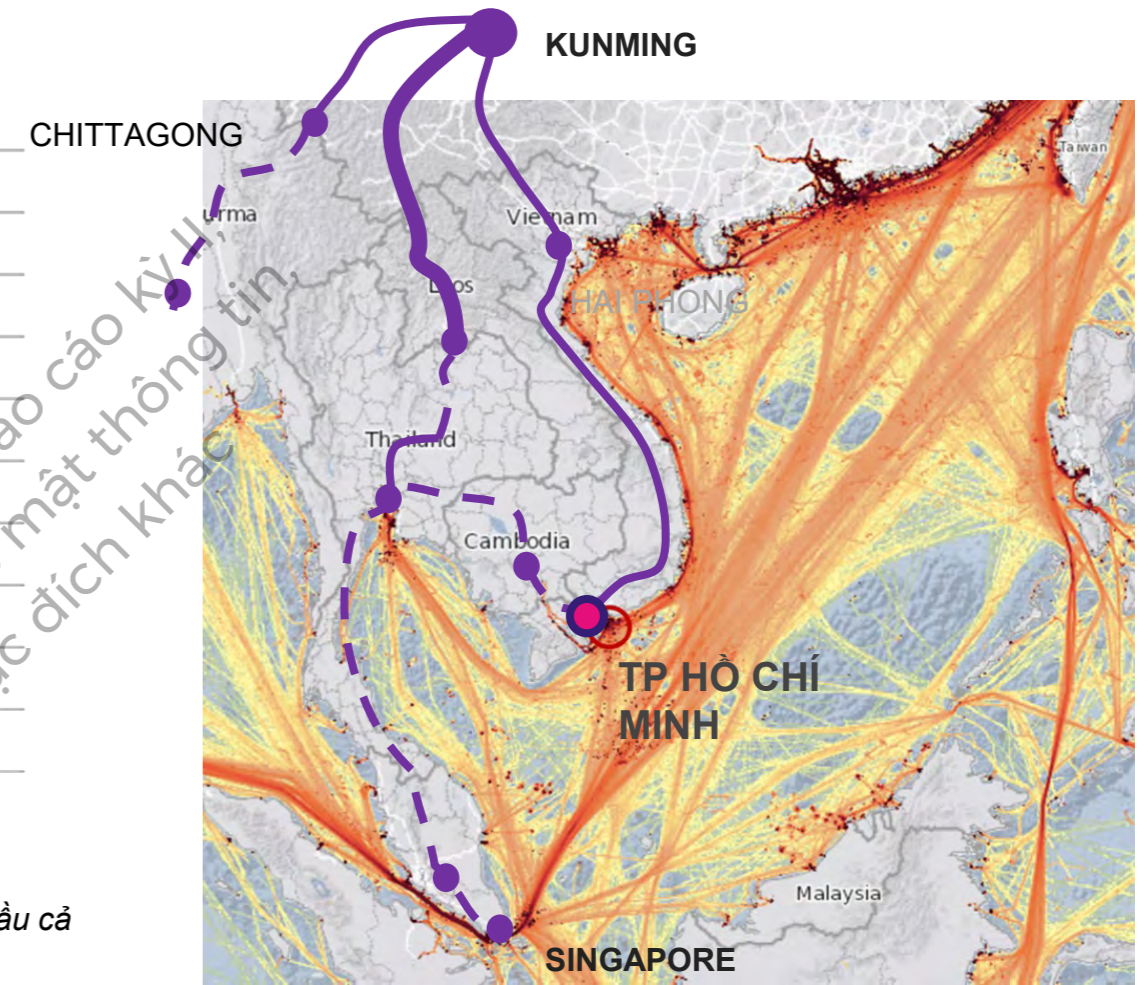 KUNMING
CHITTAGONG
Taiwan
urma
Vietnam
Laos
HAI PHONG
Thailand
Cambodia
TP HỒ CHÍ
MINH
Malaysia
SINGAPORE
áo cáo kỳ II,
mật thông tin,
ục đích khác
ầu cả